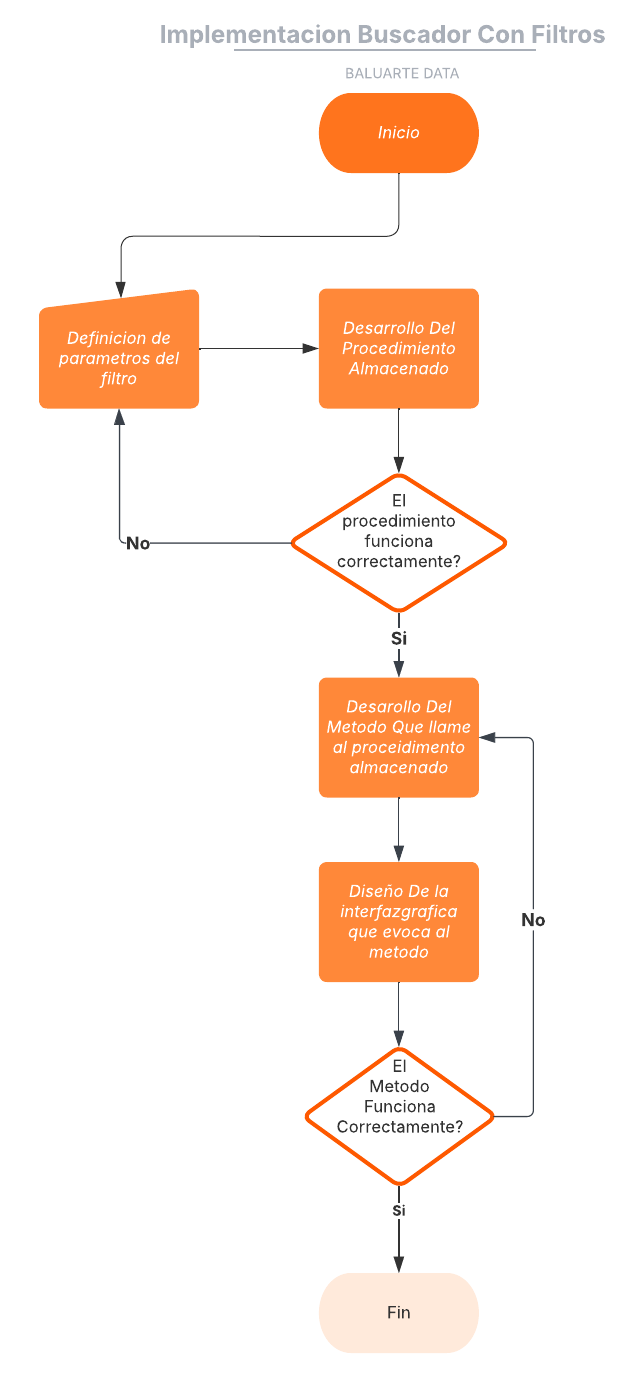 Implementacion Buscador Con Filtros
BALUARTE DATA
Inicio
Definicion de
parametros del
filtro
Desarrollo Del
Procedimiento
Almacenado
El
procedimiento
funciona
correctamente?
No
Si
Desarollo Del
Metodo Que llame
al proceidimento
almacenado
Diseño De la
interfazgrafica
que evoca al
metodo
No
El
Metodo
Funciona
Correctamente?
Si
Fin